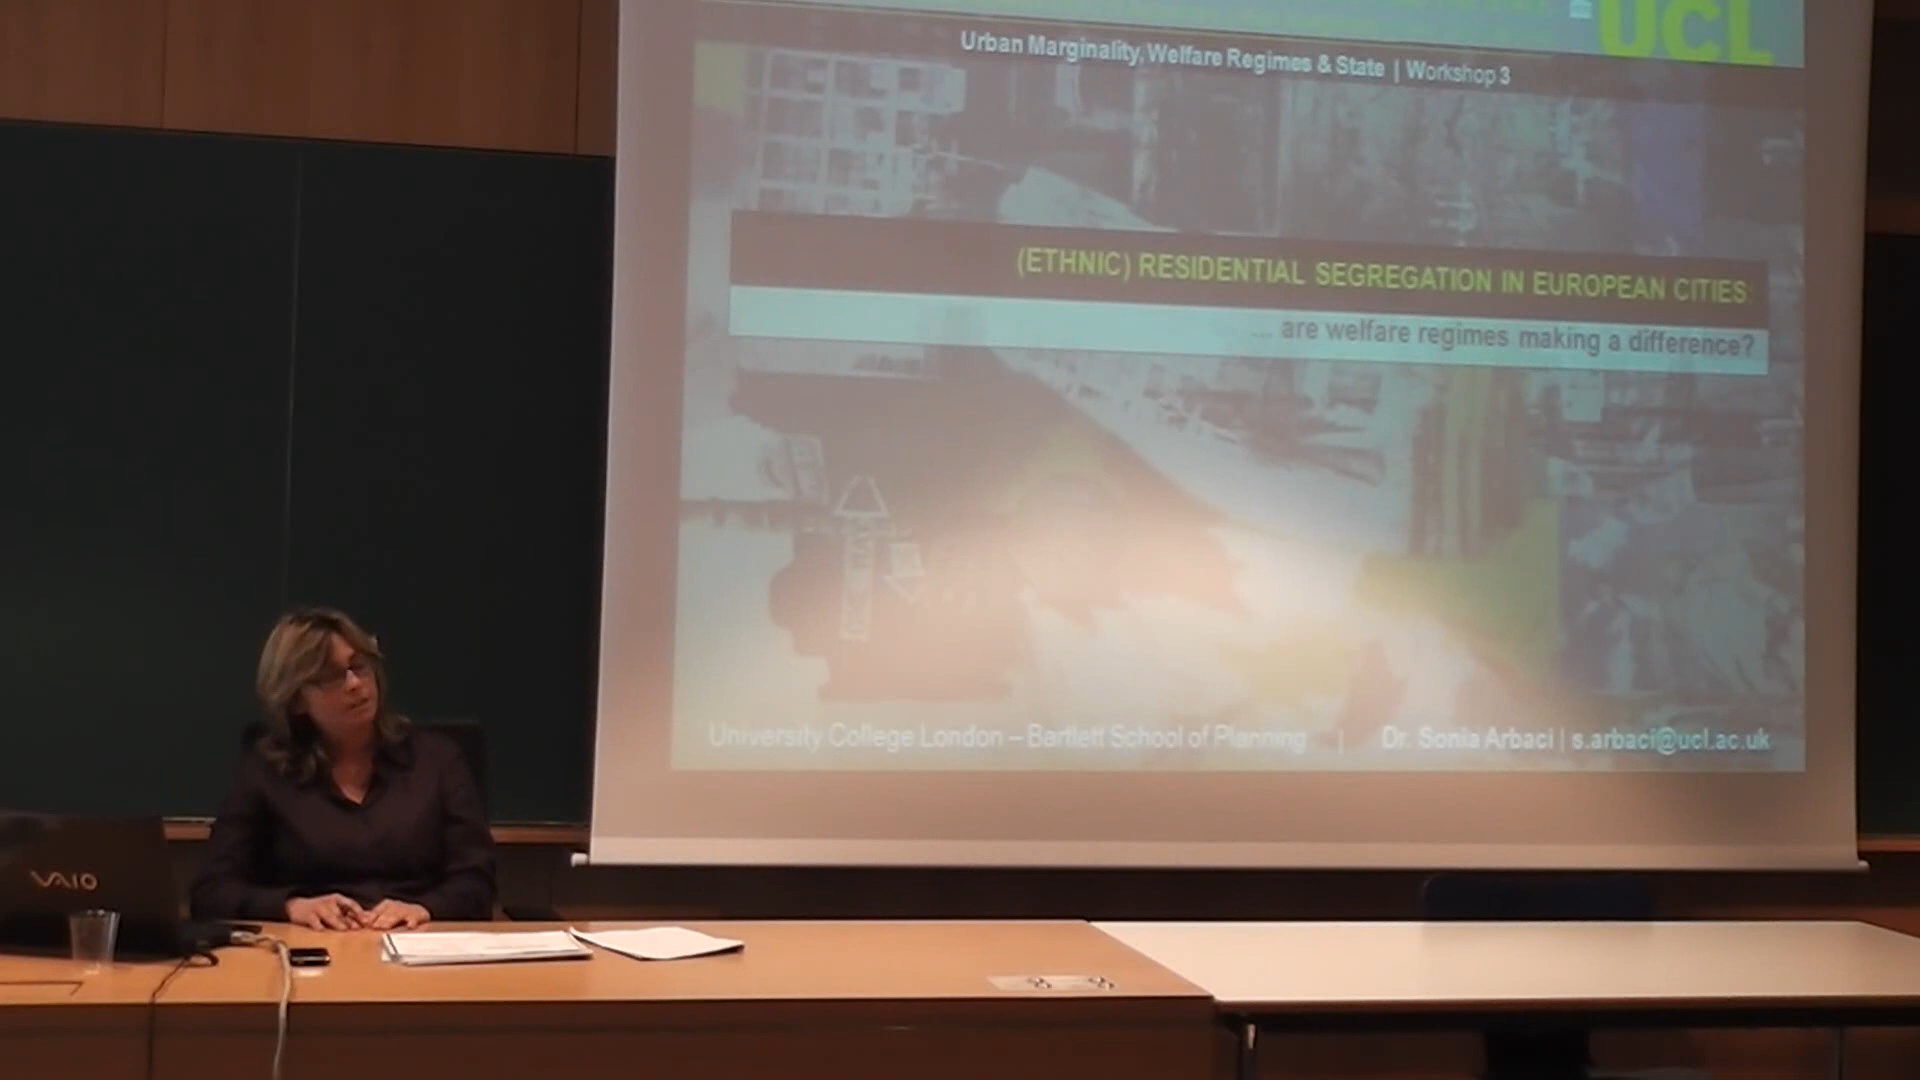 UCL
Urban Marginality, Welfare Regimes & State | Workshop 3
(ETHNIC) RESIDENTIAL SEGREGATION IN EUROPEAN CITIES:
... are welfare regimes making a difference?
University College London – Bartlett School of Planning | Dr. Sonia Arbaci | s.arbaci@ucl.ac.uk
VAIO